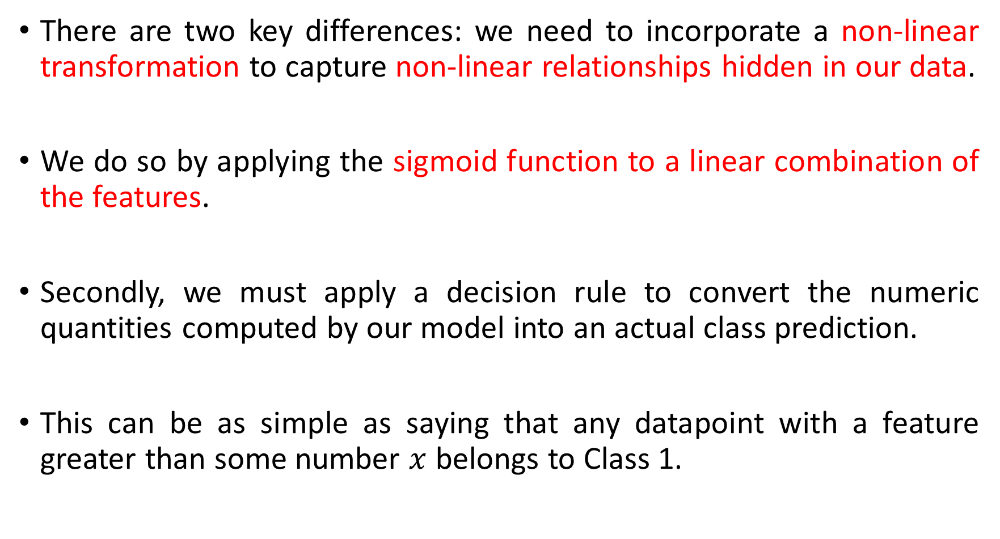 • There are two key differences: we need to incorporate a non-linear
transformation to capture non-linear relationships hidden in our data.
• We do so by applying the sigmoid function to a linear combination of
the features.
• Secondly, we must apply a decision rule to convert the numeric
quantities computed by our model into an actual class prediction.
• This can be as simple as saying that any datapoint with a feature
greater than some number 𝑥 belongs to Class 1.